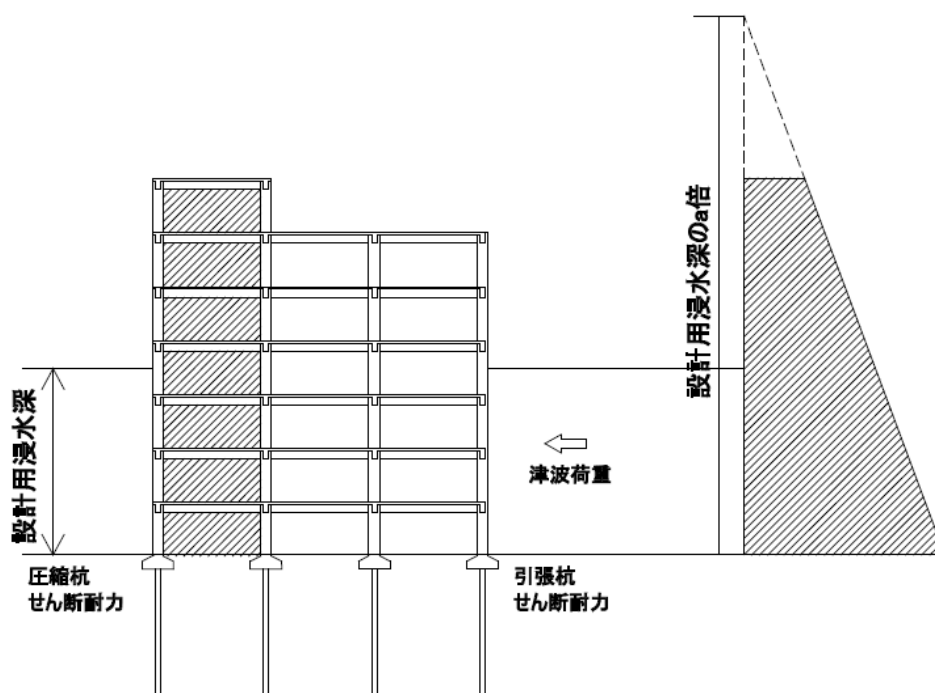 設計用浸水深のa倍
設計用浸水深
津波荷重
圧縮杭
せん断耐力
引張杭
せん断耐力